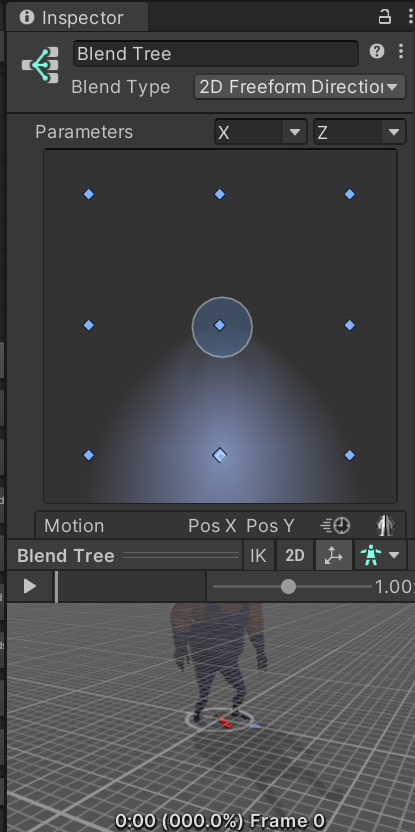 Inspector
Blend Tree
Blend Type 2D Freeform Direction
Parameters X Z
Motion Pos X Pos Y
Blend Tree IK 2D
1.00
0:00 (000.0%) Frame 0